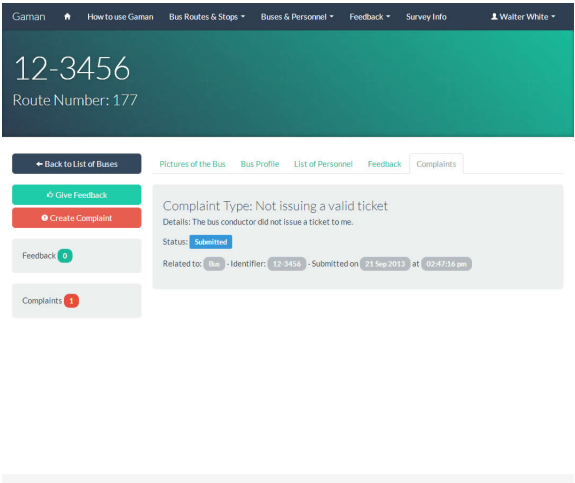 Gaman How to use Gaman Bus Routes & Stops Buses & Personnel Feedback Survey Info Walter White
12-3456
Route Number: 177
Back to List of Buses
Give Feedback
Create Complaint
Feedback 0
Complaints 1
Pictures of the Bus Bus Profile List of Personnel Feedback Complaints
Complaint Type: Not issuing a valid ticket
Details: The bus conductor did not issue a ticket to me.
Status: Submitted
Related to: Bus - Identifier: 12-3456 - Submitted on 21 Sep 2013 at 02:47:16 pm